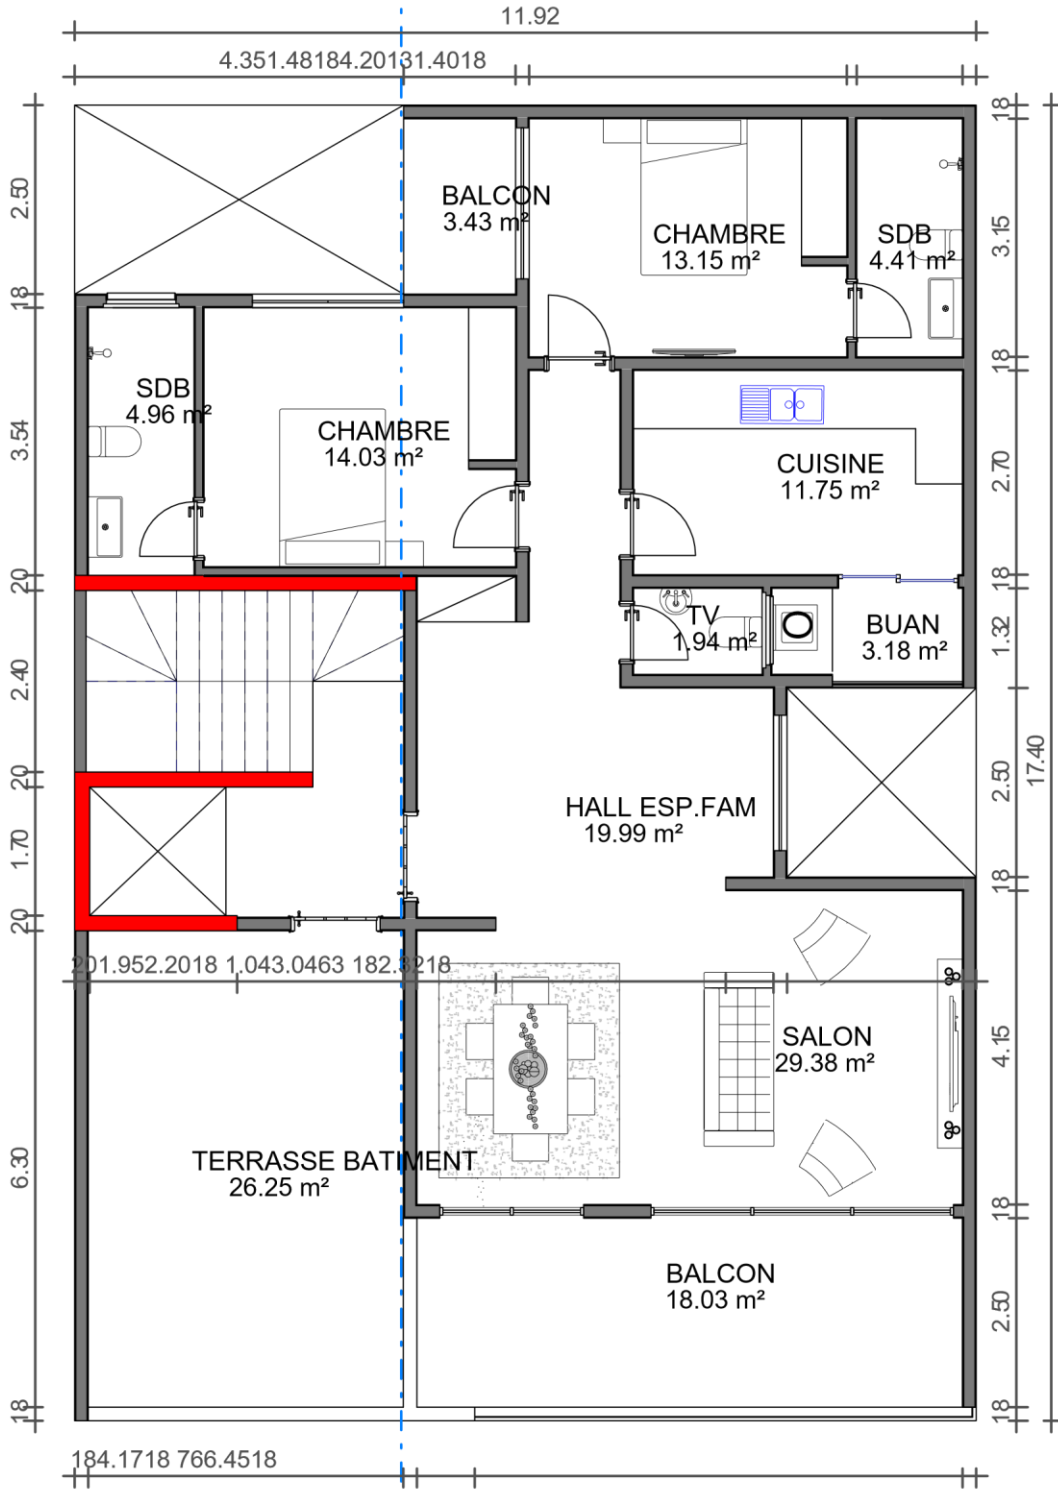 11.92
4.351.48184.20131.4018
18
2.50
BALCON
3.43 m²
CHAMBRE
13.15 m²
SDB
4.41 m²
3.15
18
18
SDB
4.96 m²
3.54
CHAMBRE
14.03 m²
CUISINE
11.75 m²
2.70
20
18
TV
1.94 m²
BUAN
3.18 m²
1.32
2.40
20
HALL ESP.FAM
19.99 m²
2.50
17.40
1.70
18
20
201.952.2018 1.043.0463 182.3218
SALON
29.38 m²
4.15
TERRASSE BATIMENT
26.25 m²
6.30
18
BALCON
18.03 m²
2.50
18
18
184.1718 766.4518